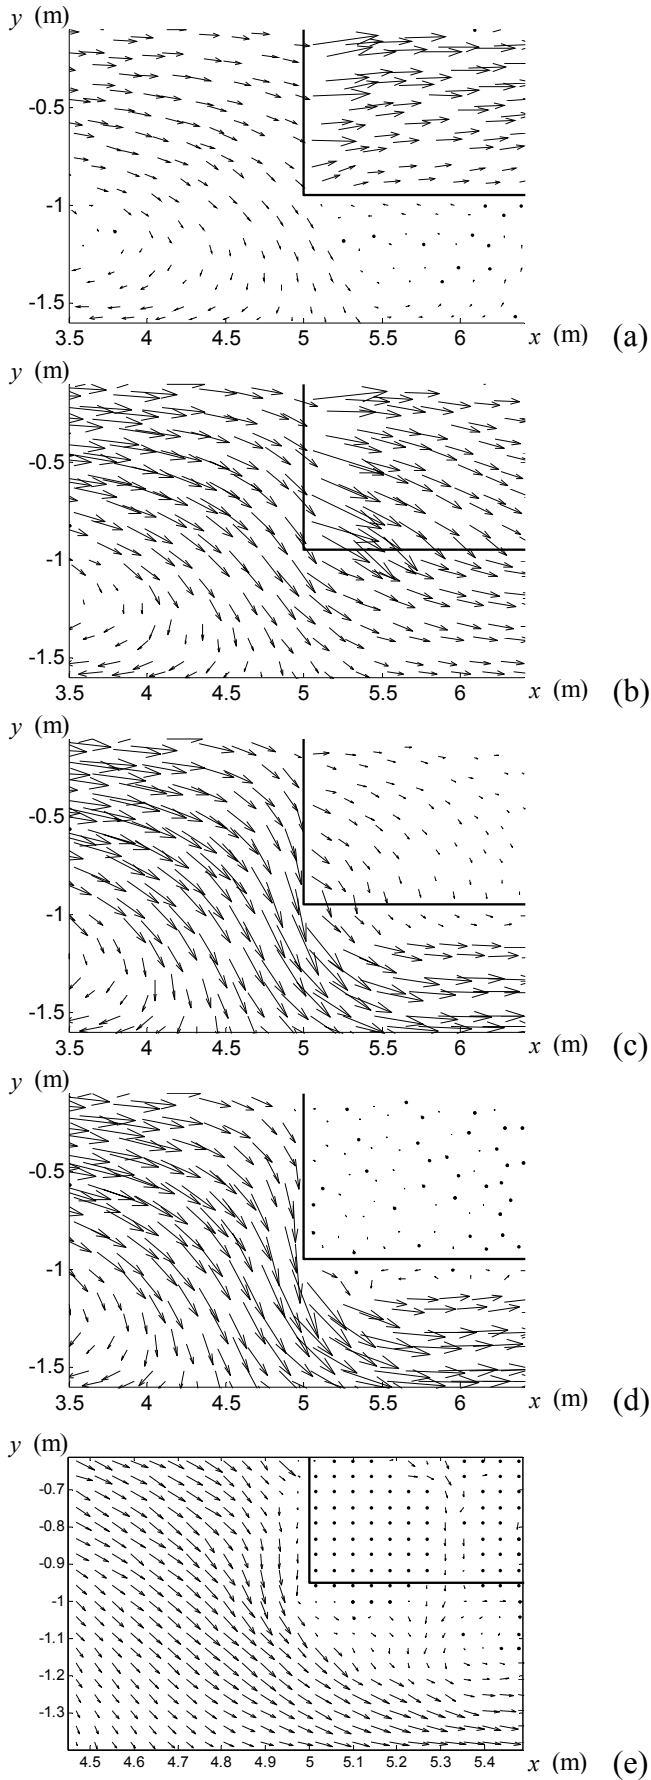 y (m)
-0.5
-1
-1.5
3.5 4 4.5 5 5.5 6 x (m) (a)
y (m)
-0.5
-1
-1.5
3.5 4 4.5 5 5.5 6 x (m) (b)
y (m)
-0.5
-1
-1.5
3.5 4 4.5 5 5.5 6 x (m) (c)
y (m)
-0.5
-1
-1.5
3.5 4 4.5 5 5.5 6 x (m) (d)
y (m)
-0.7
-0.8
-0.9
-1
-1.1
-1.2
-1.3
4.5 4.6 4.7 4.8 4.9 5 5.1 5.2 5.3 5.4 x (m) (e)